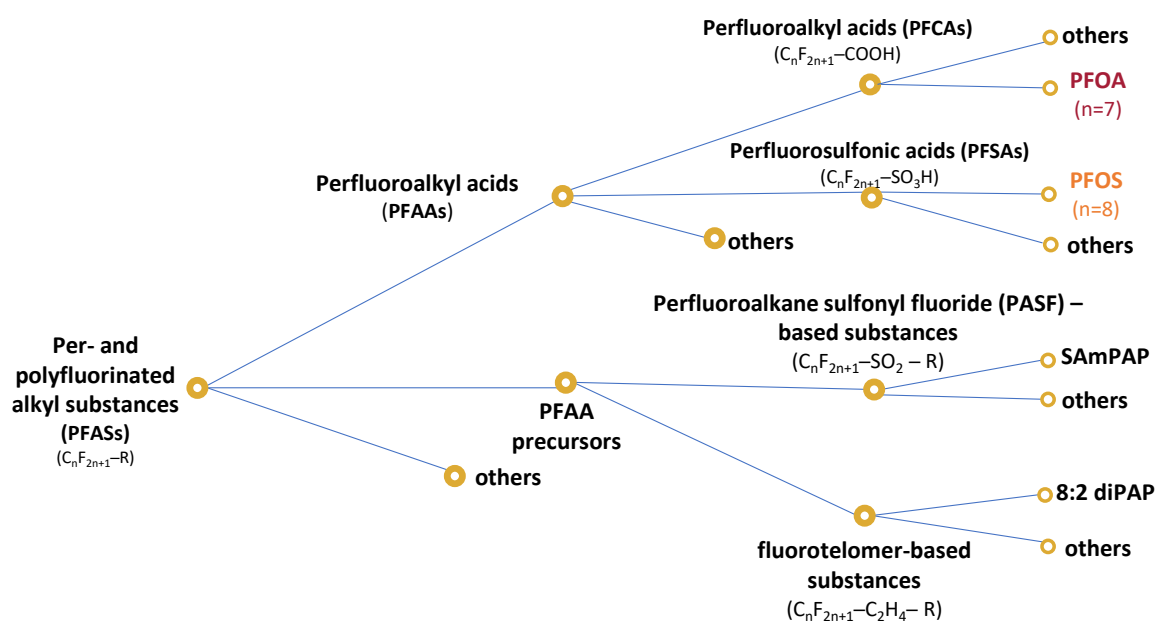 Perfluoroalkyl acids (PFCAs)
(CₙF₂ₙ₊₁–COOH)
others
PFOA
(n=7)
Perfluorosulfonic acids (PFSAs)
(CₙF₂ₙ₊₁–SO₃H)
PFOS
(n=8)
others
Perfluoroalkyl acids
(PFAAs)
others
Perfluoroalkane sulfonyl fluoride (PASF) –
based substances
(CₙF₂ₙ₊₁–SO₂ – R)
SAmPAP
others
Per- and
polyfluorinated
alkyl substances
(PFASs)
(CₙF₂ₙ₊₁–R)
PFAA
precursors
others
8:2 diPAP
others
fluorotelomer-based
substances
(CₙF₂ₙ₊₁–C₂H₄– R)